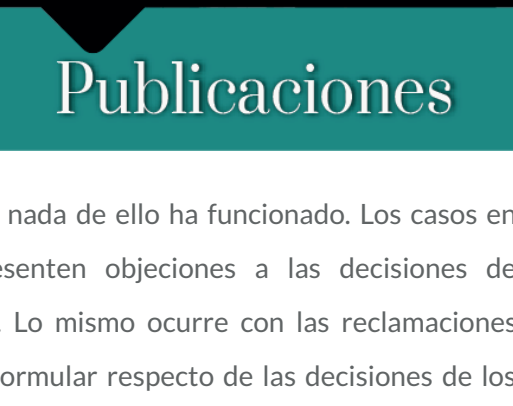 Publicaciones
nada de ello ha funcionado. Los casos en
esenten objeciones a las decisiones de
. Lo mismo ocurre con las reclamaciones
ormular respecto de las decisiones de los